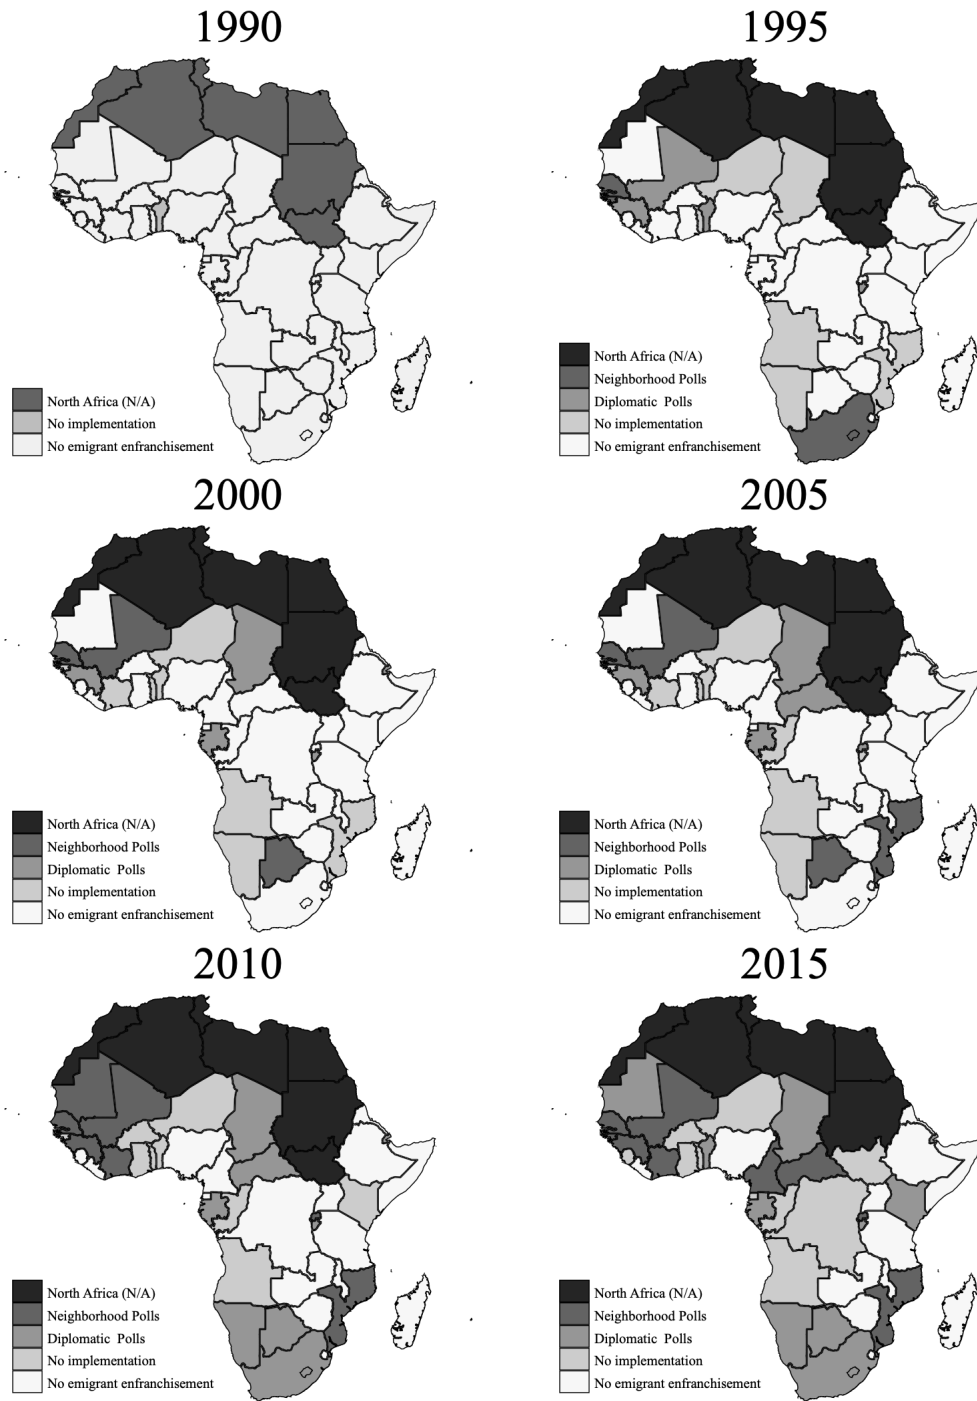 1990
North Africa (N/A)
No implementation
No emigrant enfranchisement
1995
North Africa (N/A)
Neighborhood Polls
Diplomatic Polls
No implementation
No emigrant enfranchisement
2000
North Africa (N/A)
Neighborhood Polls
Diplomatic Polls
No implementation
No emigrant enfranchisement
2005
North Africa (N/A)
Neighborhood Polls
Diplomatic Polls
No implementation
No emigrant enfranchisement
2010
North Africa (N/A)
Neighborhood Polls
Diplomatic Polls
No implementation
No emigrant enfranchisement
2015
North Africa (N/A)
Neighborhood Polls
Diplomatic Polls
No implementation
No emigrant enfranchisement